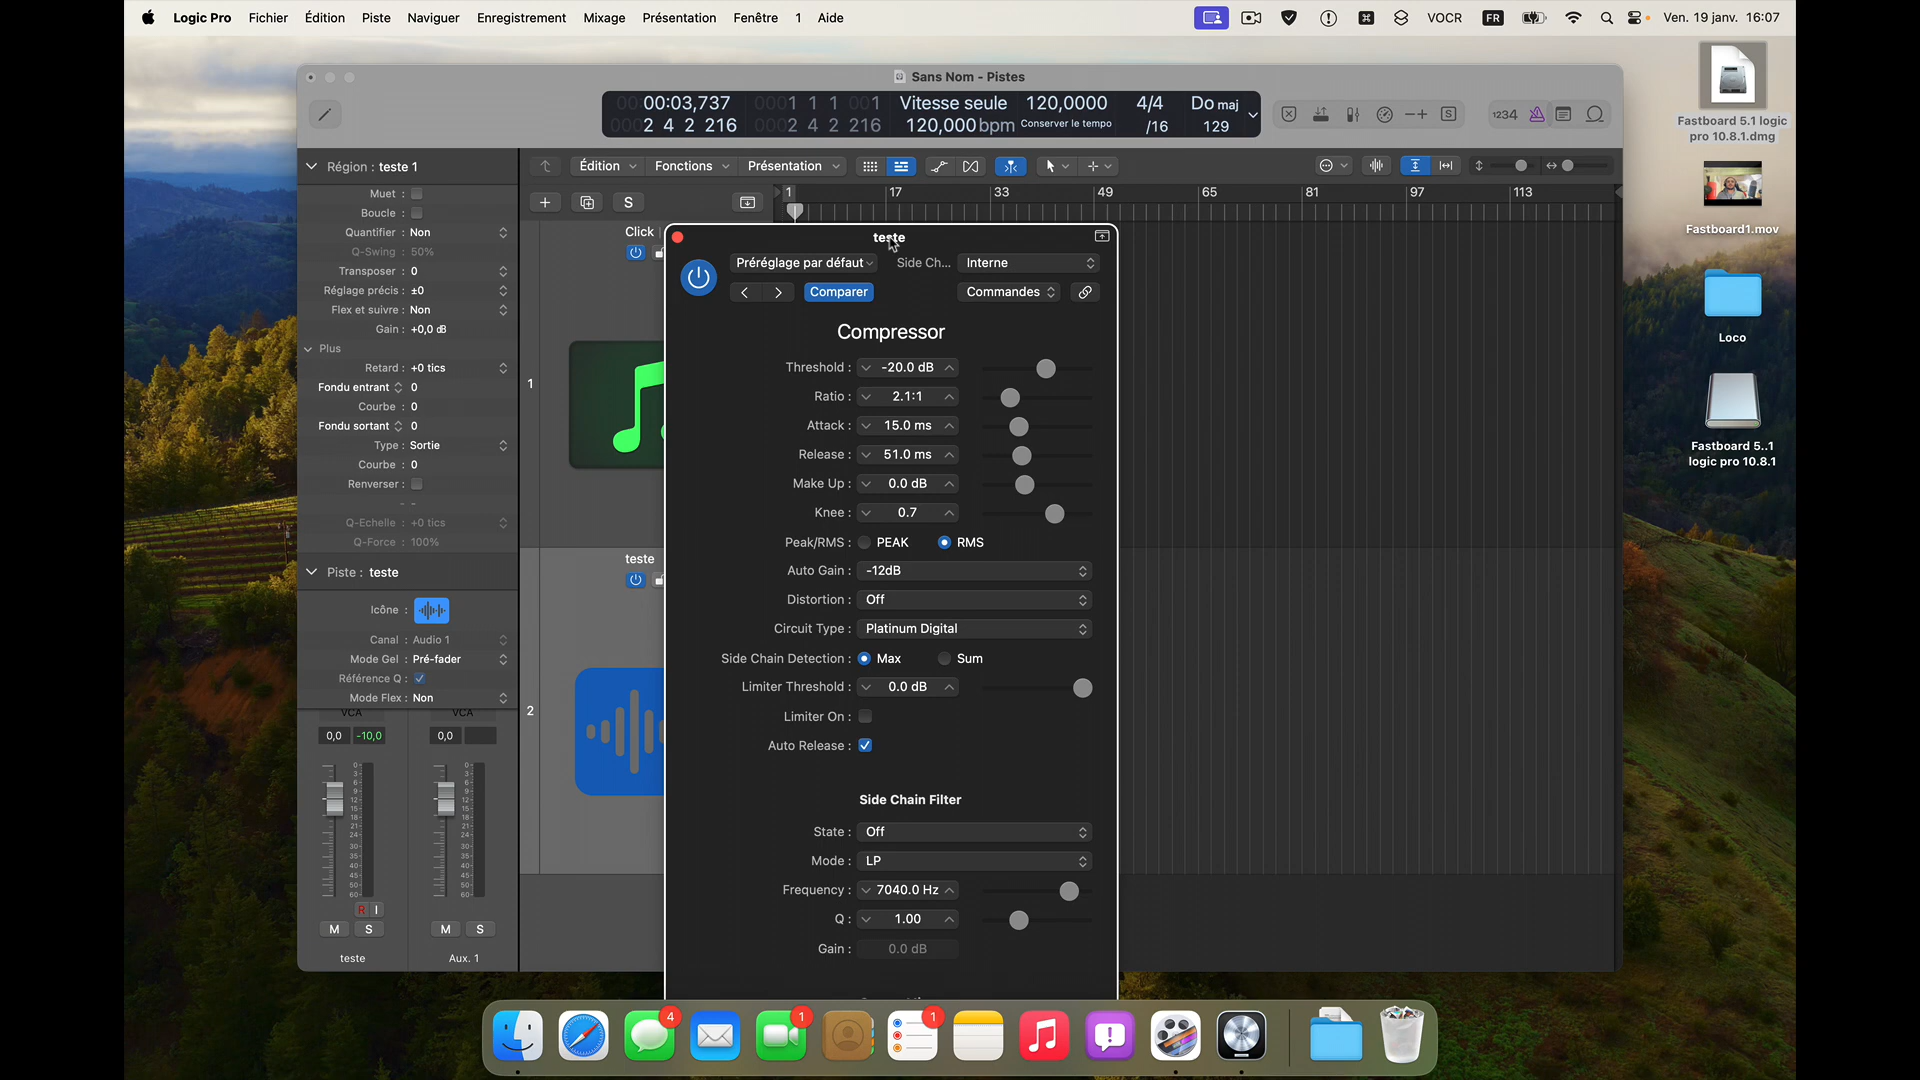 Logic Pro Fichier Édition Piste Naviguer Enregistrement Mixage Présentation Fenêtre 1 Aide
VOCR FR Ven. 19 janv. 16:07
Sans Nom - Pistes
00:00:03,737 0001 1 1 001 Vitesse seule 120,0000 4/4 Do maj
0002 4 2 216 0002 4 2 216 120,000 bpm Conserver le tempo /16 129
1234
Région : teste 1
Muet :
Boucle :
Quantifier : Non
Q-Swing : 50%
Transposer : 0
Réglage précis : ±0
Flex et suivre : Non
Gain : +0,0 dB
Plus
Retard : +0 tics
Fondu entrant 0
Courbe : 0
Fondu sortant 0
Type : Sortie
Courbe : 0
Renverser :
Q-Echelle : +0 tics
Q-Force : 100%
Piste : teste
Icône :
Canal : Audio 1
Mode Gel : Pré-fader
Référence Q :
Mode Flex : Non
VCA VCA
0,0 -10,0 0,0
R I
M S M S
teste Aux. 1
Édition Fonctions Présentation
S
1 17 33 49 65 81 97 113
Click
1
teste
2
teste
Préréglage par défaut Side Ch... Interne
Comparer Commandes
Compressor
Threshold : -20.0 dB
Ratio : 2.1:1
Attack : 15.0 ms
Release : 51.0 ms
Make Up : 0.0 dB
Knee : 0.7
Peak/RMS : PEAK RMS
Auto Gain : -12dB
Distortion : Off
Circuit Type : Platinum Digital
Side Chain Detection : Max Sum
Limiter Threshold : 0.0 dB
Limiter On :
Auto Release :
Side Chain Filter
State : Off
Mode : LP
Frequency : 7040.0 Hz
Q : 1.00
Gain : 0.0 dB
Fastboard 5.1 logic
pro 10.8.1.dmg
Fastboard1.mov
Loco
Fastboard 5..1
logic pro 10.8.1
4 1 1